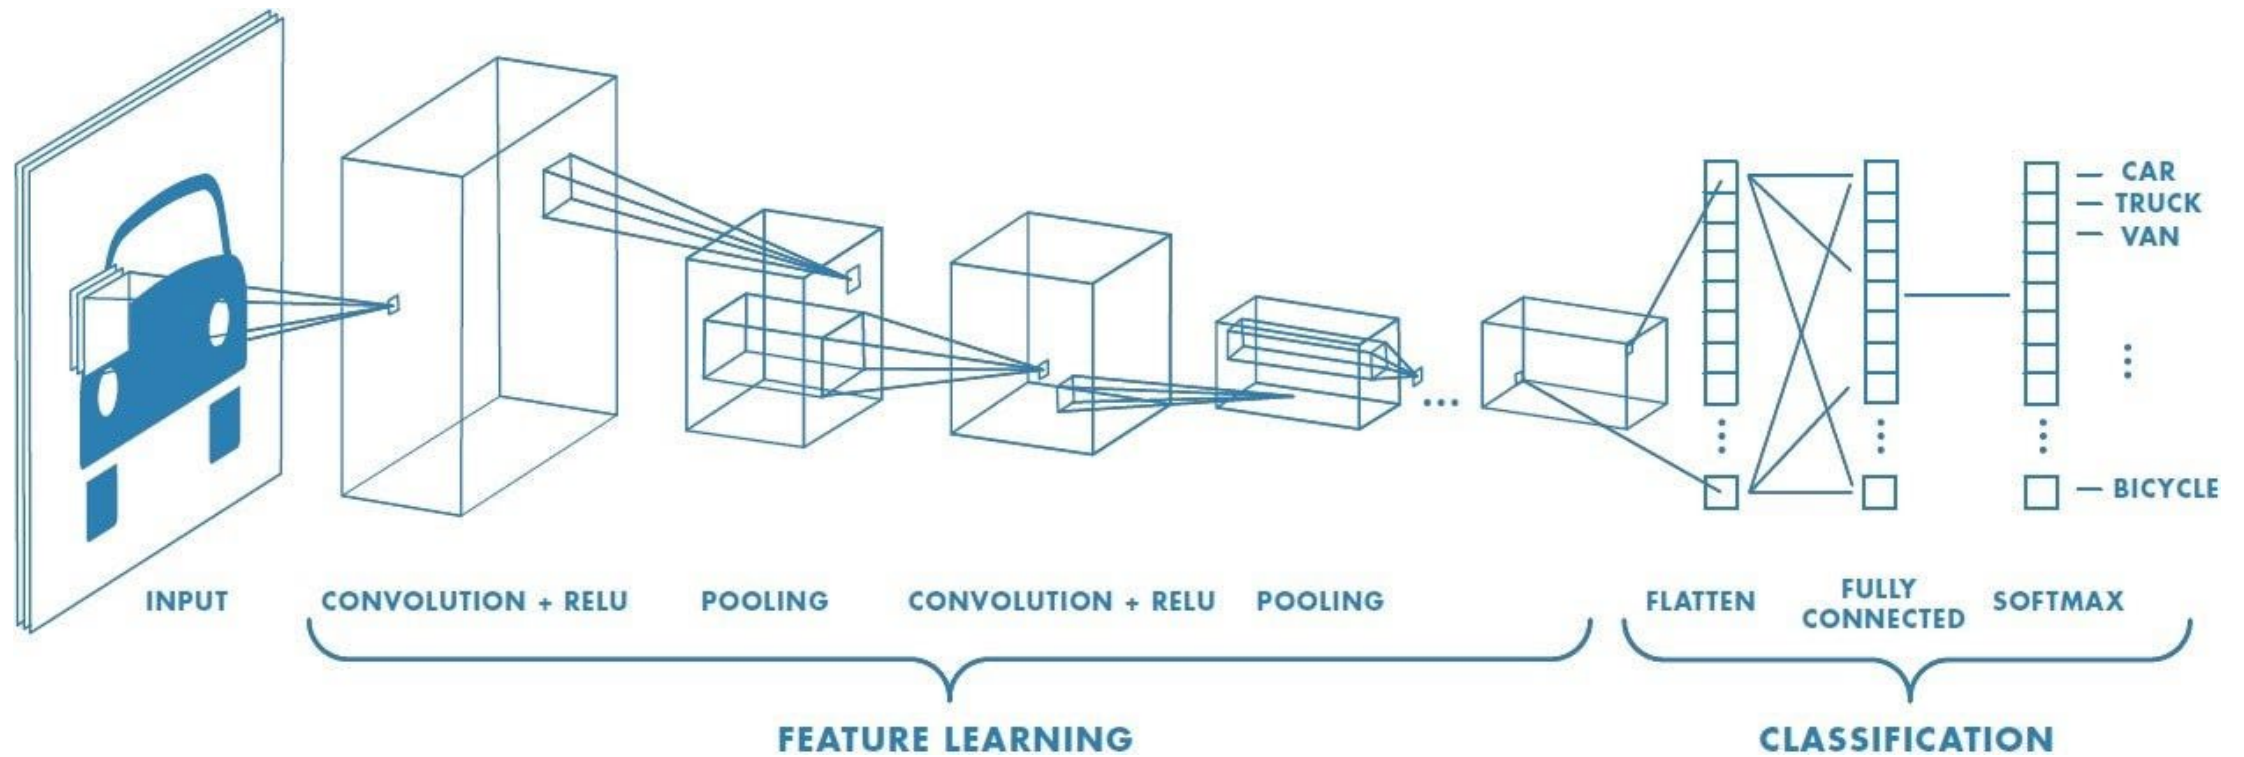 CAR
TRUCK
VAN
BICYCLE
INPUT
CONVOLUTION + RELU
POOLING
CONVOLUTION + RELU
POOLING
FLATTEN
FULLY
CONNECTED
SOFTMAX
FEATURE LEARNING
CLASSIFICATION